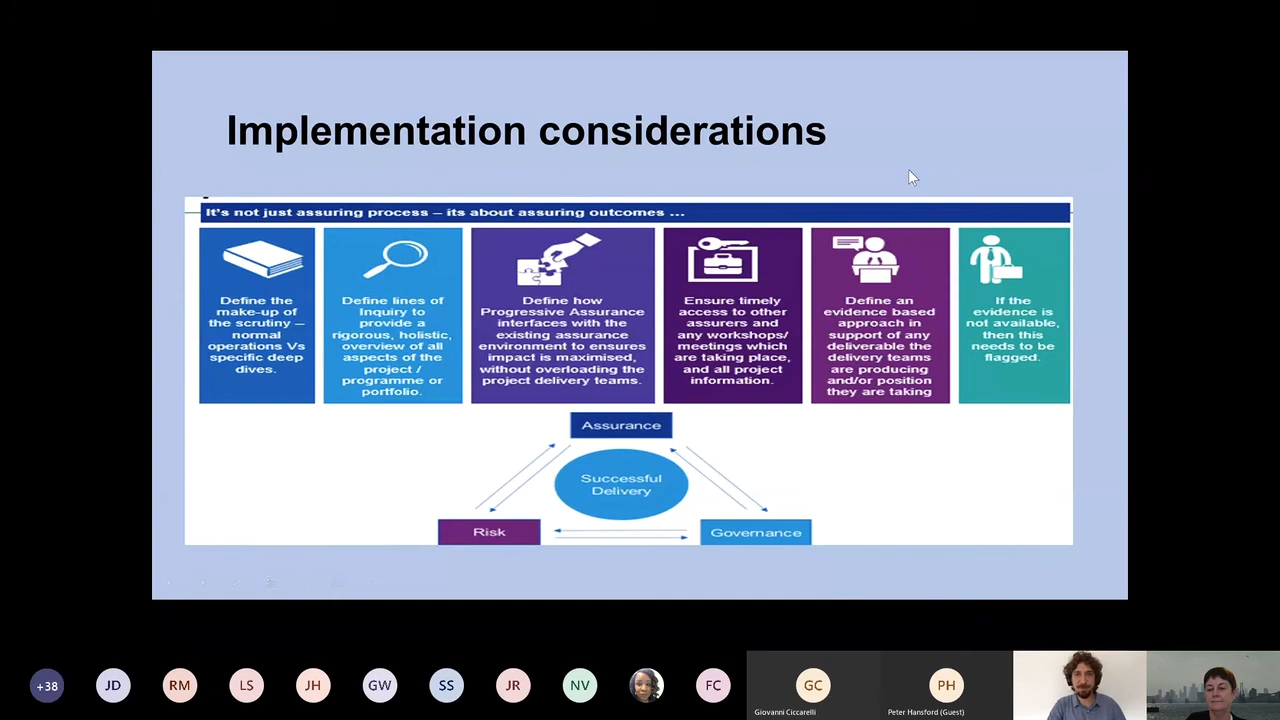 Implementation considerations
It's not just assuring process – its about assuring outcomes ...
Define the
make-up of
the scrutiny –
normal
operations Vs
specific deep
dives.
Define lines of
Inquiry to
provide a
rigorous, holistic,
overview of all
aspects of the
project /
programme or
portfolio.
Define how
Progressive Assurance
interfaces with the
existing assurance
environment to ensures
impact is maximised,
without overloading the
project delivery teams.
Ensure timely
access to other
assurers and
any workshops/
meetings which
are taking place,
and all project
information.
Define an
evidence based
approach in
support of any
deliverable the
delivery teams
are producing
and/or position
they are taking
If the
evidence is
not available,
then this
needs to be
flagged.
Assurance
Successful
Delivery
Risk
Governance
+38
JD
RM
LS
JH
GW
SS
JR
NV
FC
GC
PH
Giovanni Ciccarelli
Peter Hansford (Guest)